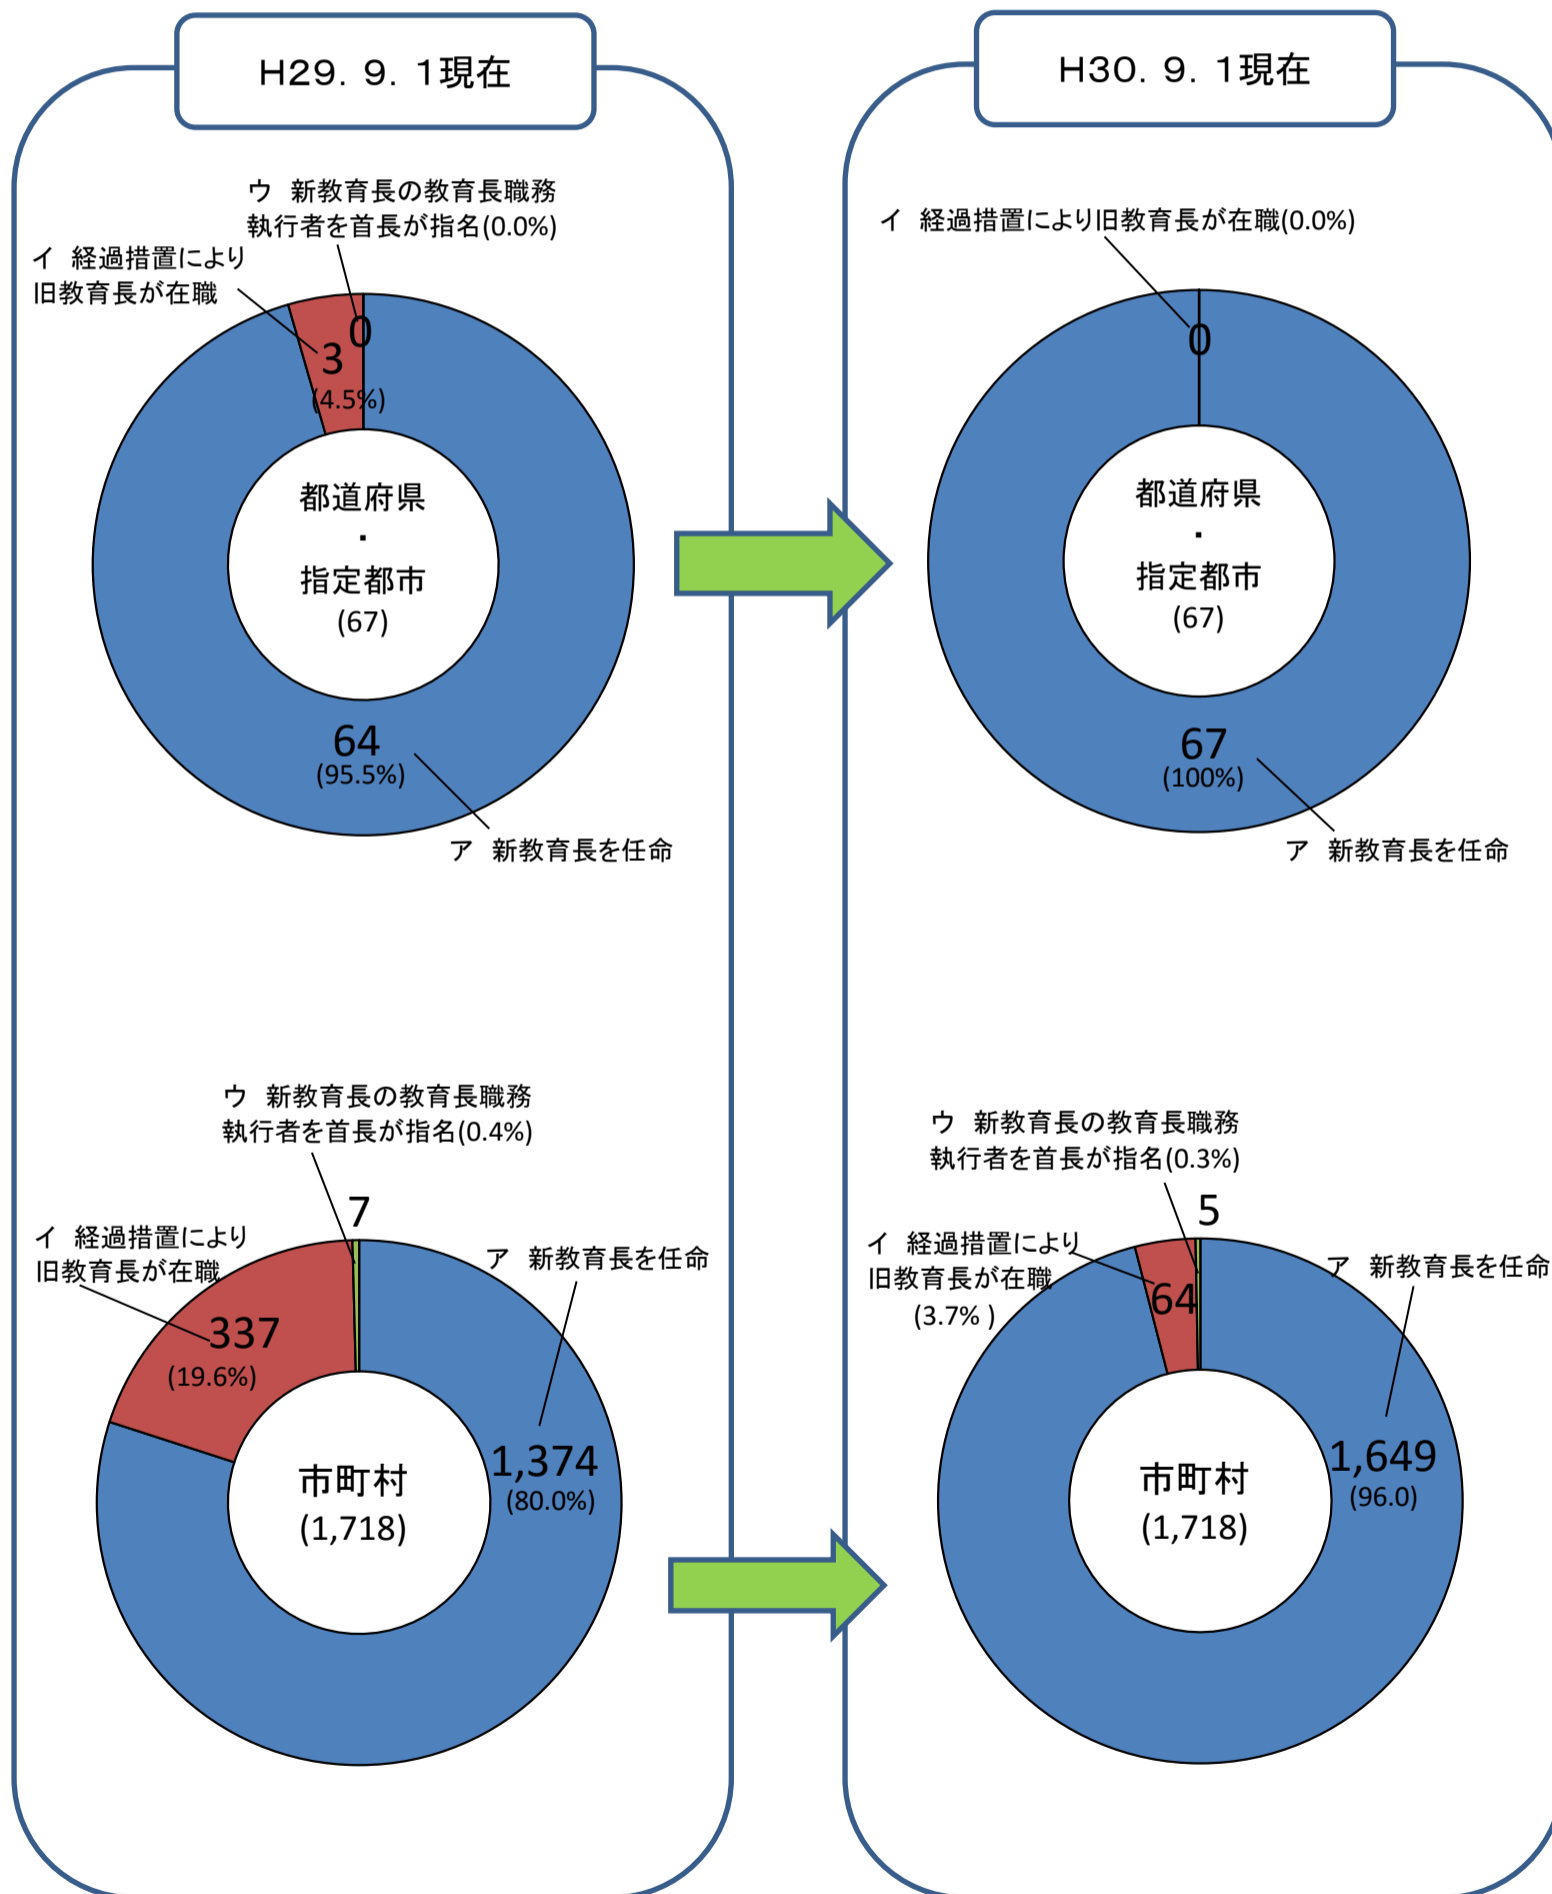 H29. 9. 1現在
ウ 新教育長の教育長職務
執行者を首長が指名(0.0%)
イ 経過措置により
旧教育長が在職
0
3
(4.5%)
都道府県
・
指定都市
(67)
64
(95.5%)
ア 新教育長を任命
ウ 新教育長の教育長職務
執行者を首長が指名(0.4%)
7
イ 経過措置により
旧教育長が在職
ア 新教育長を任命
337
(19.6%)
1,374
(80.0%)
市町村
(1,718)
H30. 9. 1現在
イ 経過措置により旧教育長が在職(0.0%)
0
都道府県
・
指定都市
(67)
67
(100%)
ア 新教育長を任命
ウ 新教育長の教育長職務
執行者を首長が指名(0.3%)
5
イ 経過措置により
旧教育長が在職
(3.7% )
64
ア 新教育長を任命
1,649
(96.0)
市町村
(1,718)